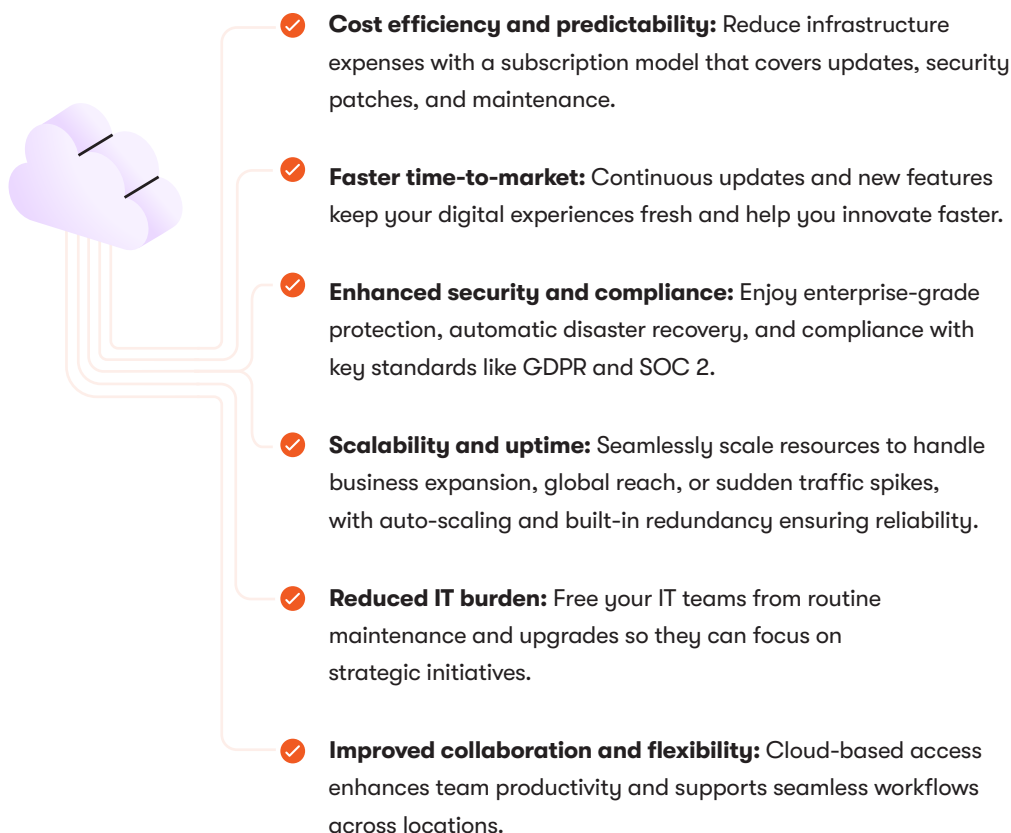 Cost efficiency and predictability: Reduce infrastructure
expenses with a subscription model that covers updates, security
patches, and maintenance.
Faster time-to-market: Continuous updates and new features
keep your digital experiences fresh and help you innovate faster.
Enhanced security and compliance: Enjoy enterprise-grade
protection, automatic disaster recovery, and compliance with
key standards like GDPR and SOC 2.
Scalability and uptime: Seamlessly scale resources to handle
business expansion, global reach, or sudden traffic spikes,
with auto-scaling and built-in redundancy ensuring reliability.
Reduced IT burden: Free your IT teams from routine
maintenance and upgrades so they can focus on
strategic initiatives.
Improved collaboration and flexibility: Cloud-based access
enhances team productivity and supports seamless workflows
across locations.